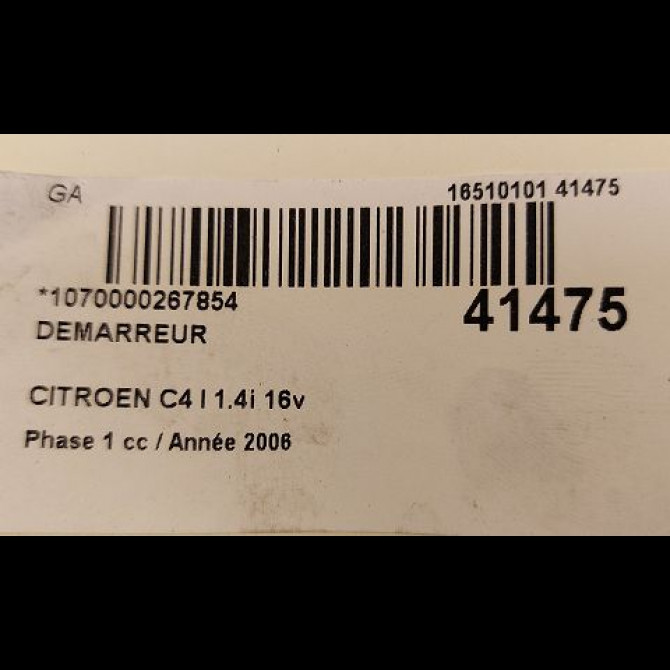 GA 16510101 41475
*1070000267854 41475
DEMARREUR
CITROEN C4 I 1.4i 16v
Phase 1 cc / Année 2006